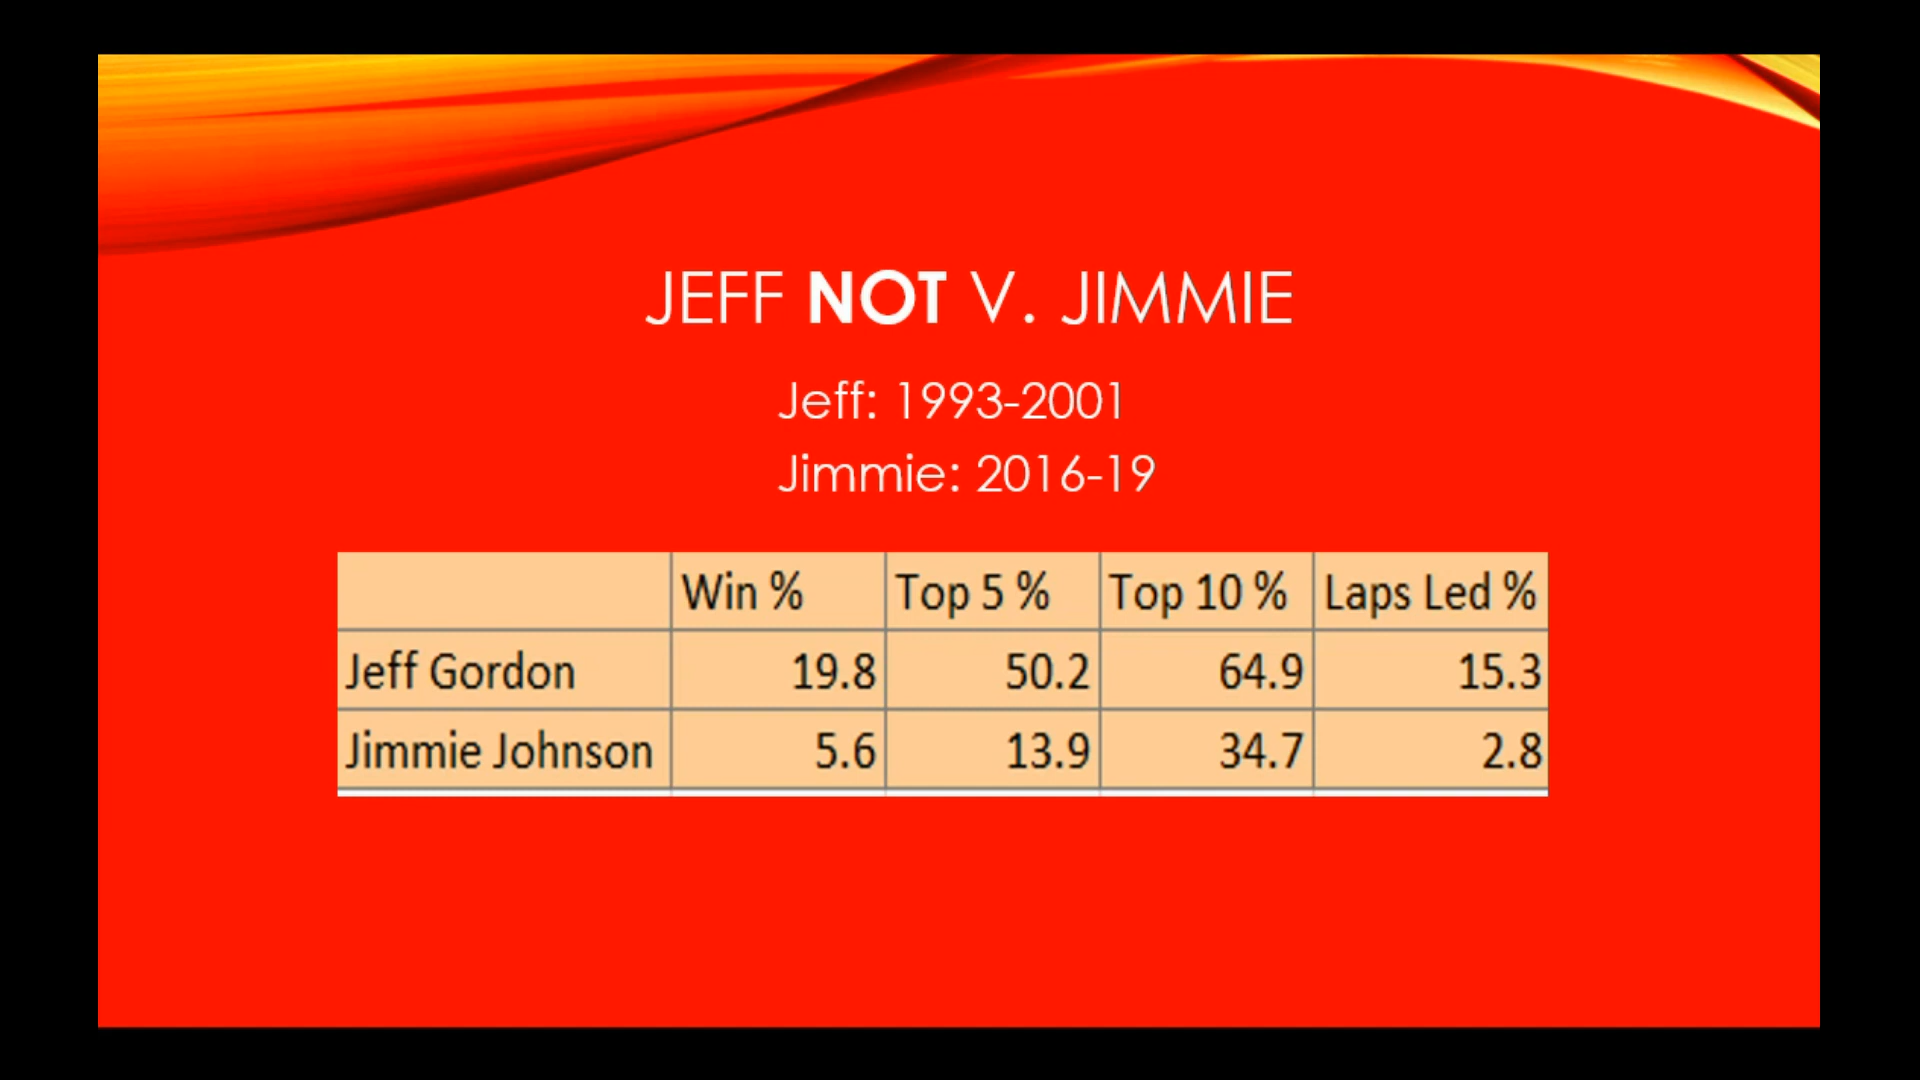 JEFF NOT V. JIMMIE
Jeff: 1993-2001
Jimmie: 2016-19
Win % Top 5 % Top 10 % Laps Led %
Jeff Gordon 19.8 50.2 64.9 15.3
Jimmie Johnson 5.6 13.9 34.7 2.8